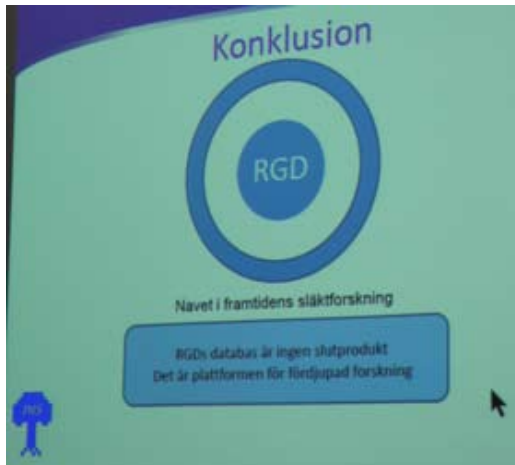 Konklusion
RGD
Navet i framtidens släktforskning
RGDs databas är ingen slutprodukt
Det är plattformen för fördjupad forskning